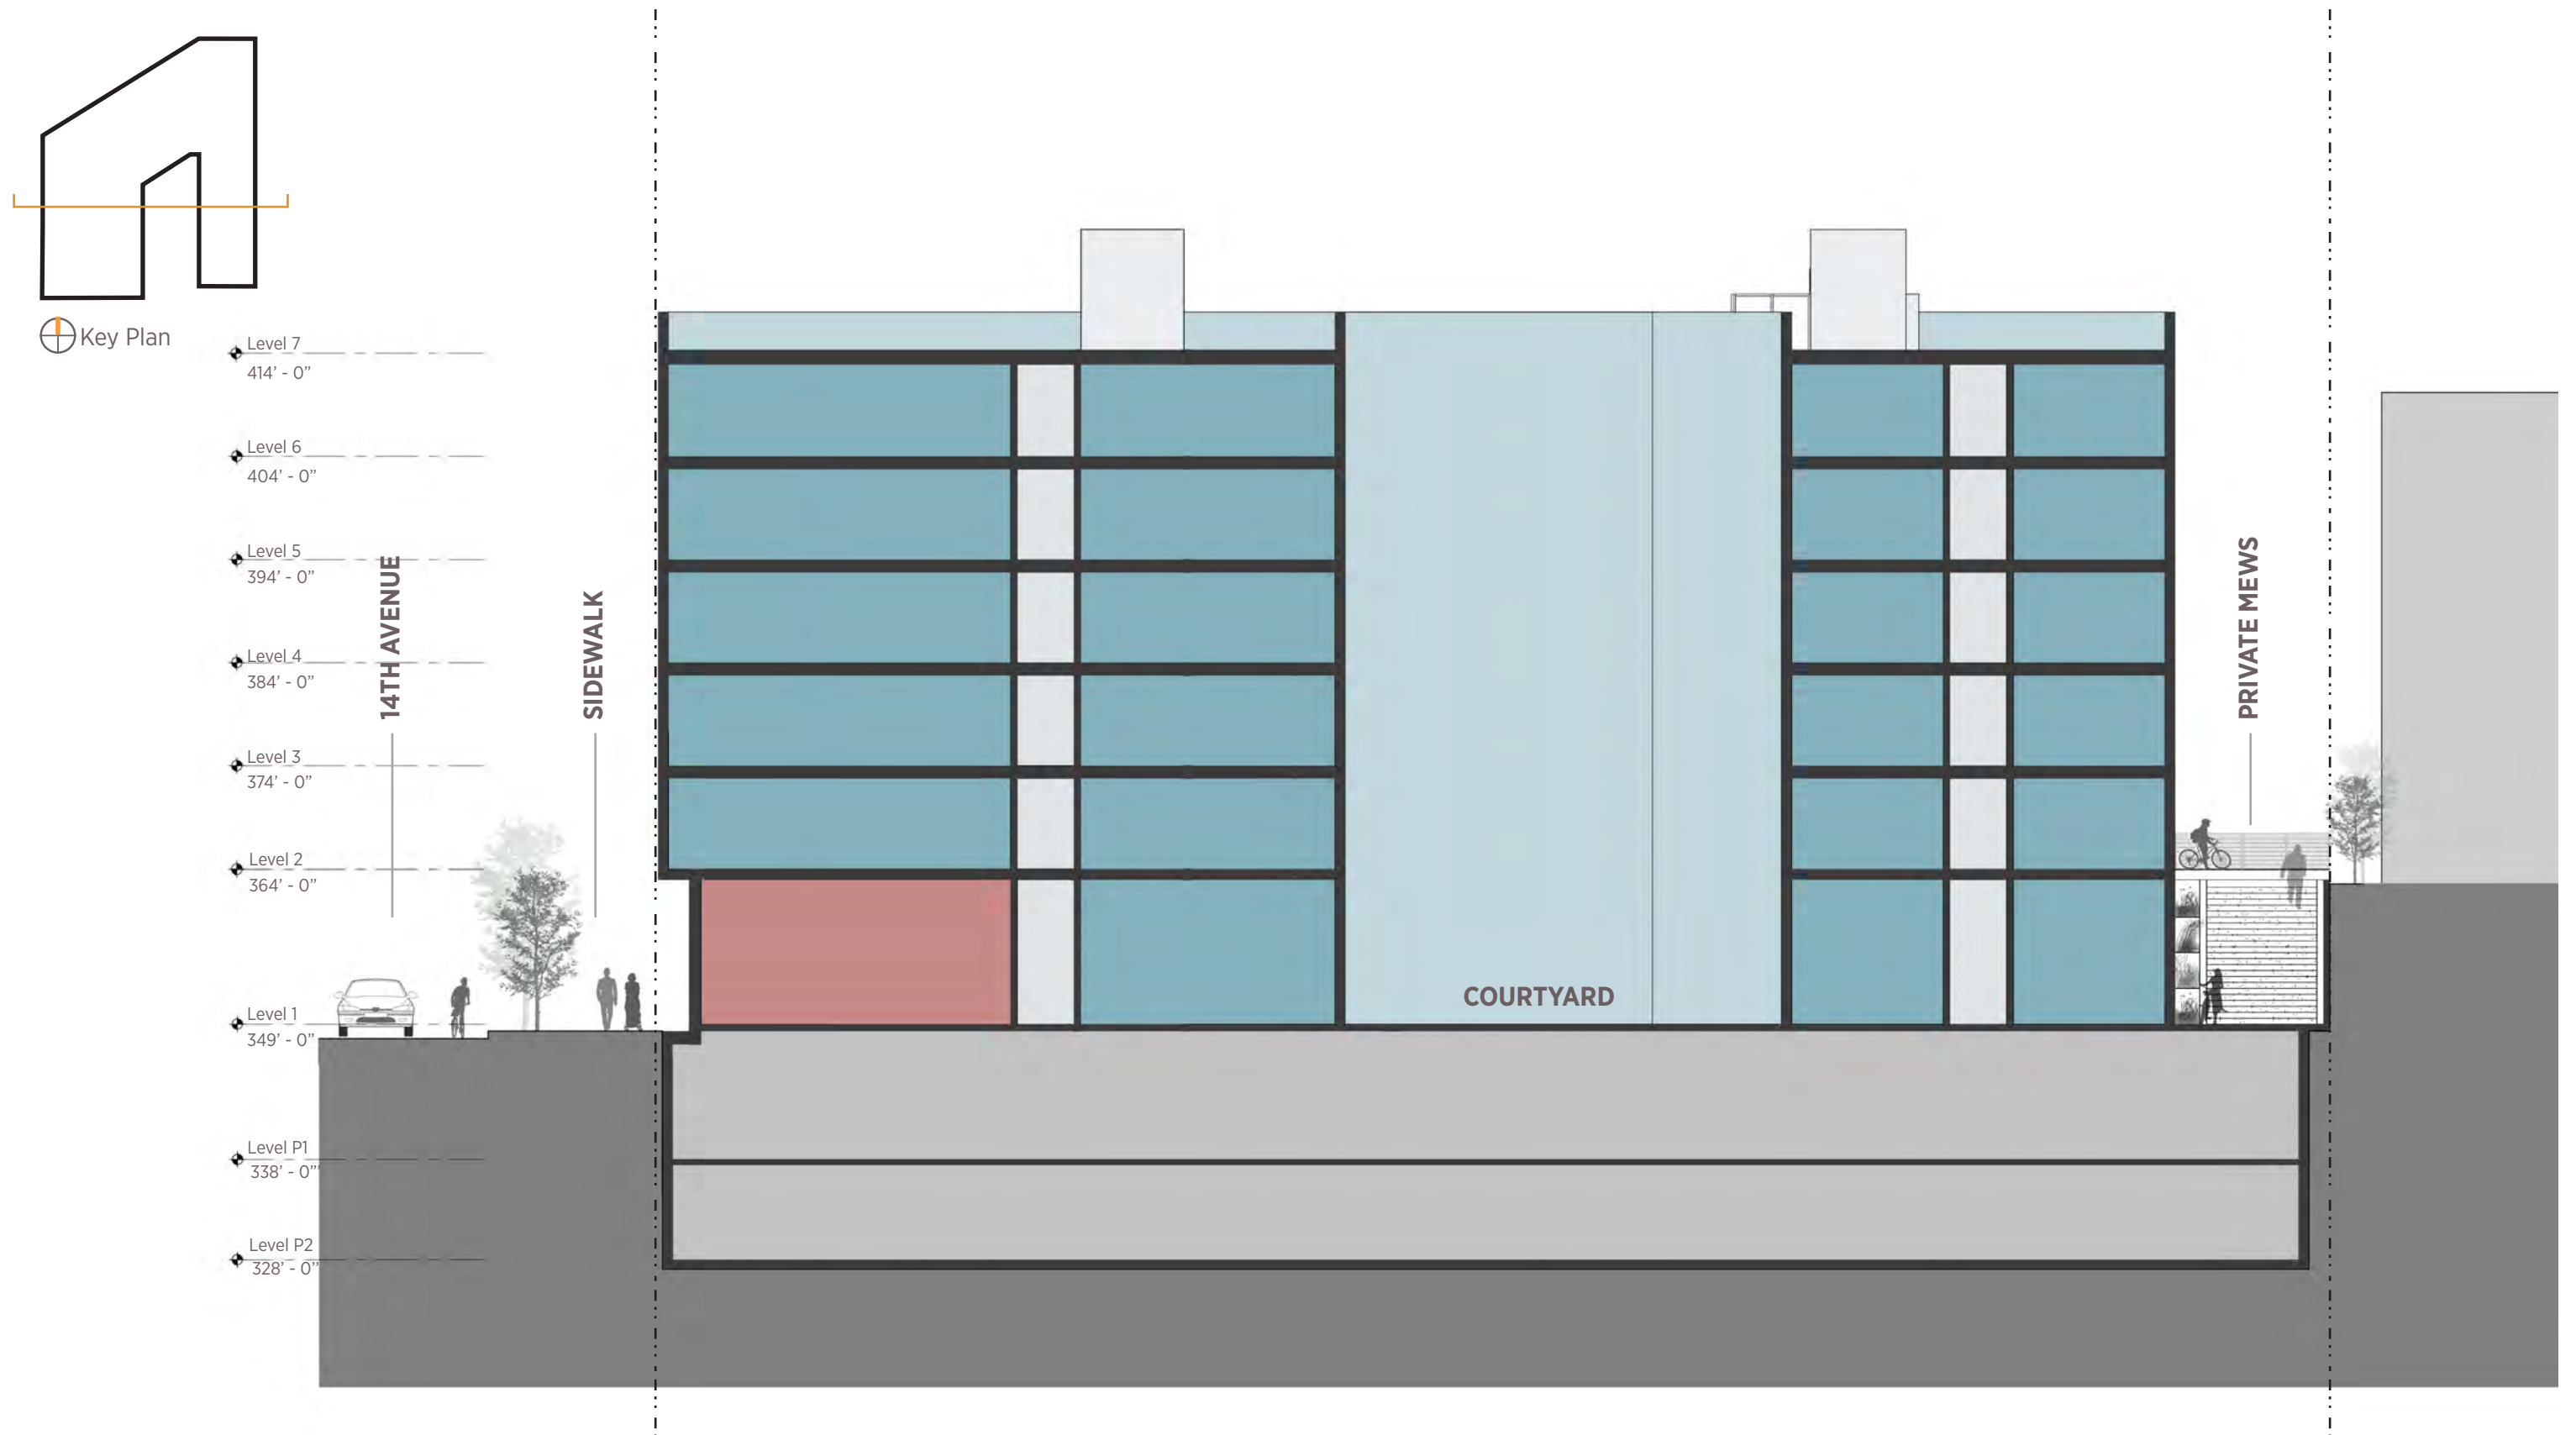 Key Plan
Level 7
414’ - 0”
Level 6
404’ - 0”
Level 5
394’ - 0”
Level 4
384’ - 0”
Level 3
374’ - 0”
Level 2
364’ - 0”
Level 1
349’ - 0”
Level P1
338’ - 0”’
Level P2
328’ - 0”
14TH AVENUE
SIDEWALK
COURTYARD
PRIVATE MEWS